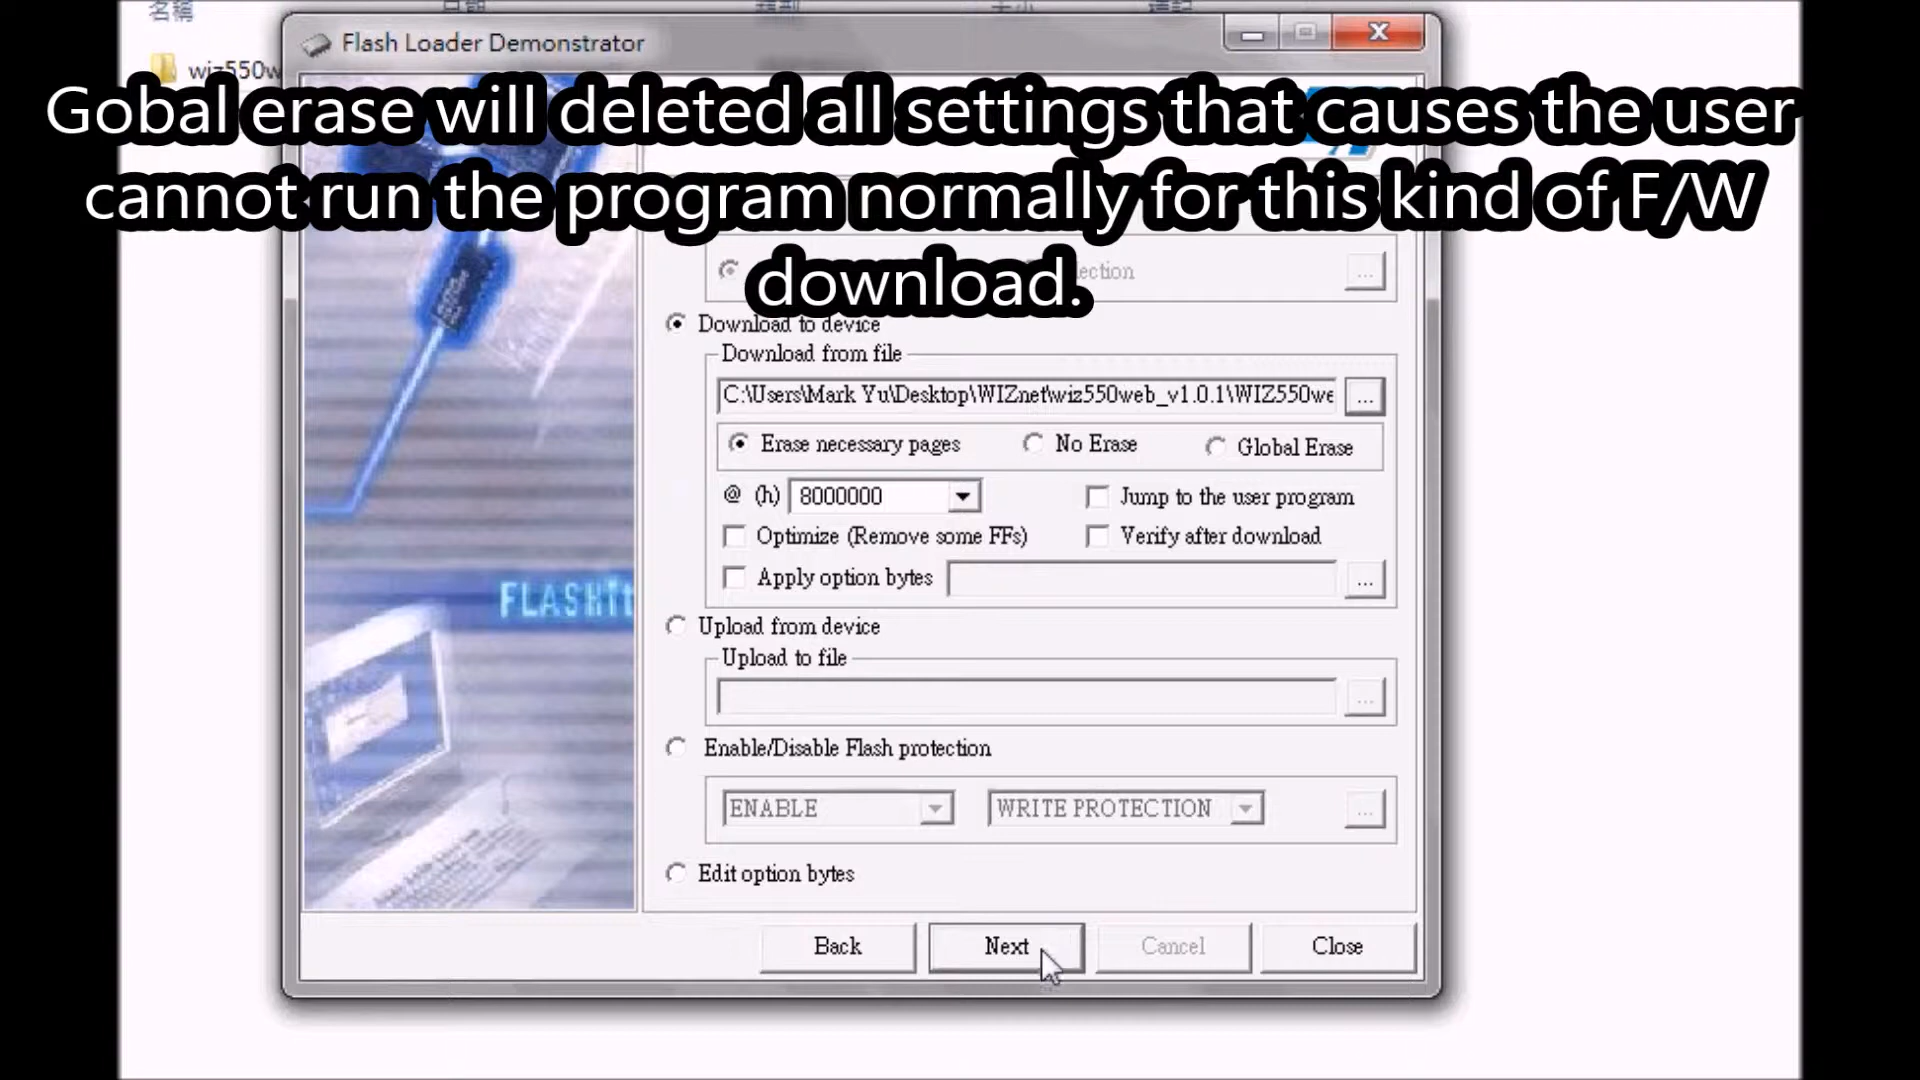 名稱
Flash Loader Demonstrator
wiz550w
Gobal erase will deleted all settings that causes the user
cannot run the program normally for this kind of F/W
download.
...
Download to device
Download from file
C:\Users\Mark Yu\Desktop\WIZnet\wiz550web_v1.0.1\WIZ550we ...
Erase necessary pages No Erase Global Erase
@ (h) 8000000 Jump to the user program
Optimize (Remove some FFs) Verify after download
Apply option bytes ...
FLASHit
Upload from device
Upload to file
...
Enable/Disable Flash protection
ENABLE WRITE PROTECTION ...
Edit option bytes
Back Next Cancel Close